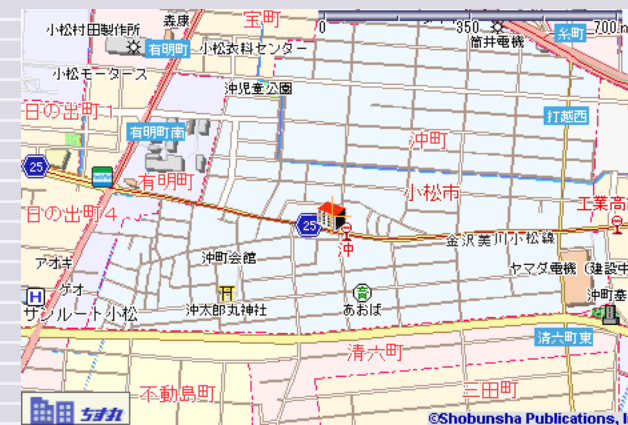 小松村田製作所
森康
宝町
0
350
700m
有明町
小松衣料センター
筒井電機
糸町
小松モータース
沖児童公園
日の出町1
打越西
有明町南
沖町
25
有明町
小松市
日の出町4
工業高
25
沖
金沢美川小松線
アオキ
沖町会館
ヤマダ電機(建設中
ゲオ
沖町墓
H
サンルート小松
沖太郎丸神社
あおば
清六町
清六町東
不動島町
二田町
ちず丸
©Shobunsha Publications, I